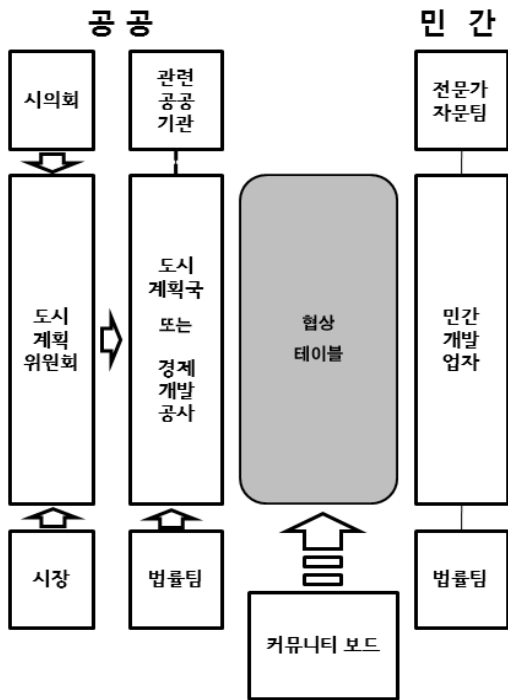 공 공
민 간
시의회
관련
공공
기관
전문가
자문팀
도시
계획
위원회
도시
계획국
또는
경제
개발
공사
협상
테이블
민간
개발
업자
시장
법률팀
커뮤니티 보드
법률팀